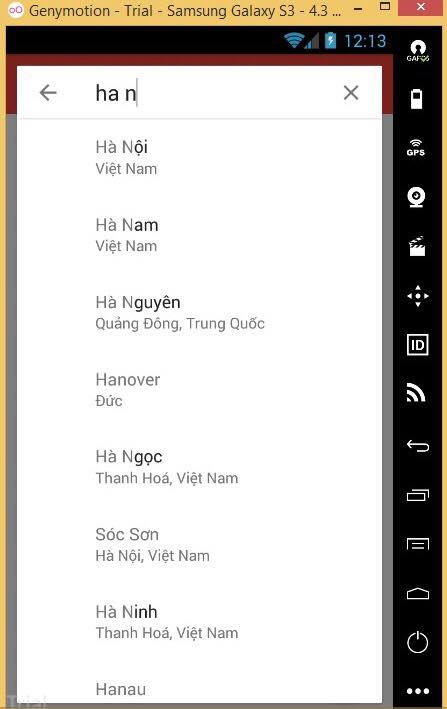 Genymotion - Trial - Samsung Galaxy S3 - 4.3 ...
12:13
ha n
Hà Nội
Việt Nam
Hà Nam
Việt Nam
Hà Nguyên
Quảng Đông, Trung Quốc
Hanover
Đức
Hà Ngọc
Thanh Hoá, Việt Nam
Sóc Sơn
Hà Nội, Việt Nam
Hà Ninh
Thanh Hoá, Việt Nam
Hanau
GPS
ID
Trial